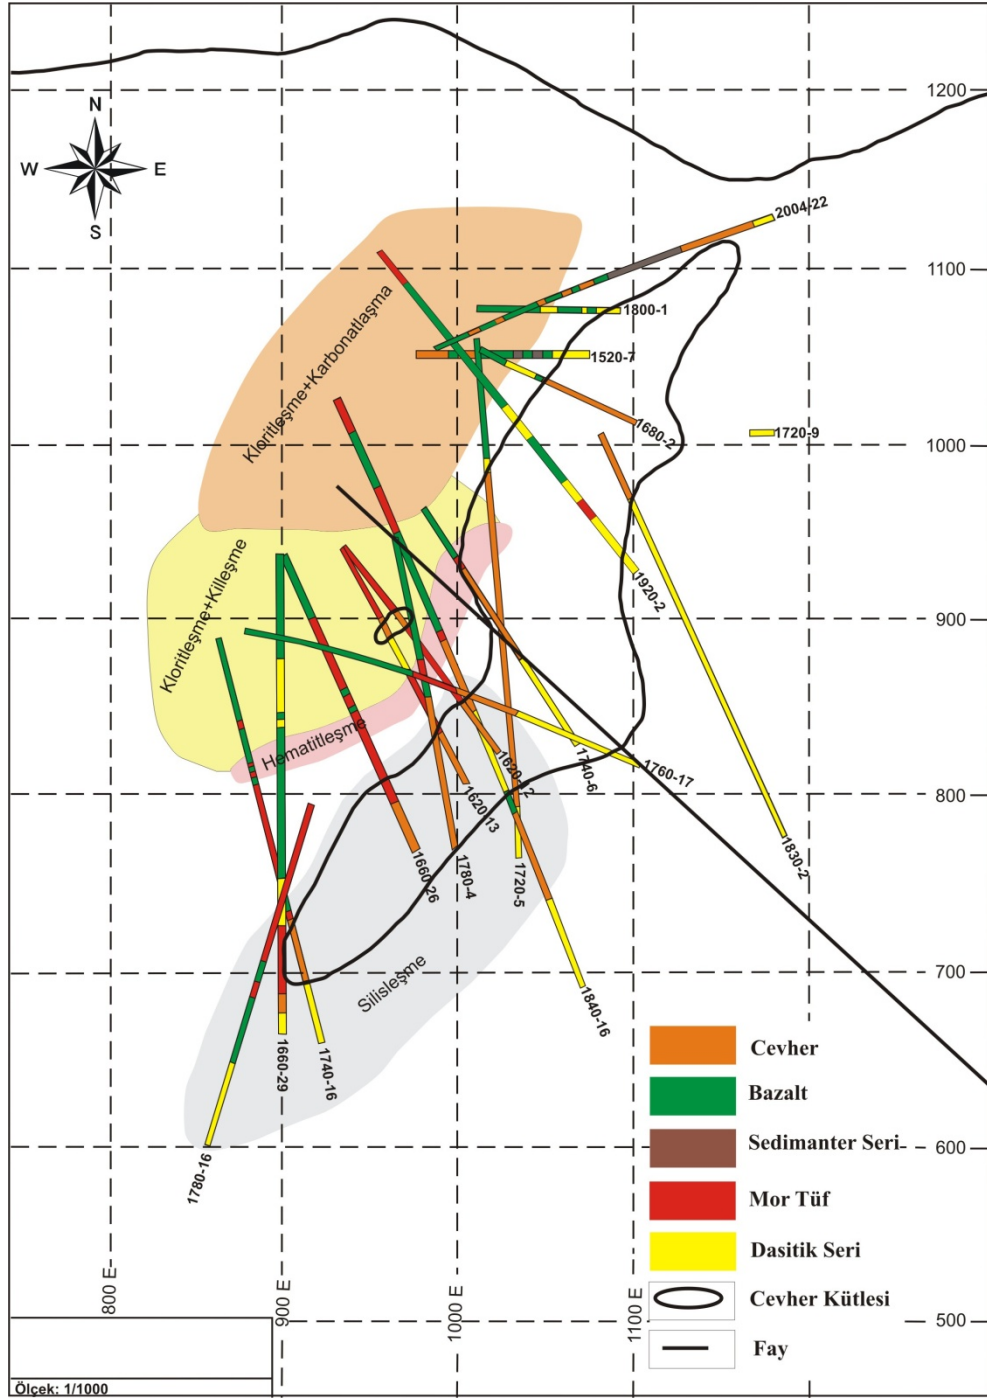 1200
N
W
E
S
2004-22
1100
1800-1
1520-7
Kloritleşme+Karbonatlaşma
1680-2
1720-9
1000
1920-2
Kloritleşme+Killeşme
900
Hematitleşme
1740-6
1760-17
1620-12
1620-13
800
1830-2
1660-26
1780-4
1720-5
Silisleşme
700
1840-16
1660-29
1740-16
Cevher
Bazalt
Sedimanter Seri
600
1780-16
Mor Tüf
Dasitik Seri
800 E
900 E
1000 E
1100 E
Cevher Kütlesi
500
Fay
Ölçek: 1/1000